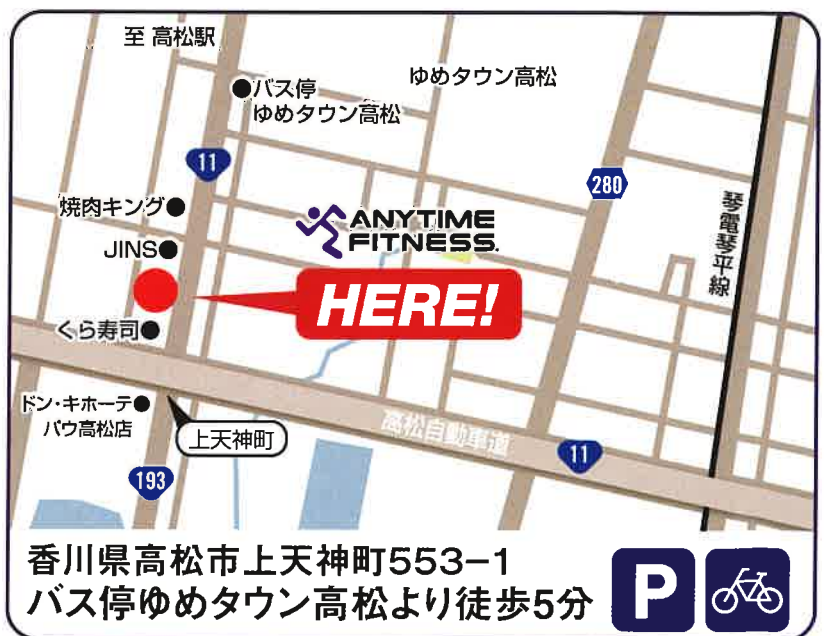 至 高松駅
バス停
ゆめタウン高松
ゆめタウン高松
11
280
焼肉キング
ANYTIME
FITNESS.
琴電琴平線
JINS
HERE!
くら寿司
ドン・キホーテ
パウ高松店
上天神町
高松自動車道
11
193
香川県高松市上天神町553−1
バス停ゆめタウン高松より徒歩5分
P